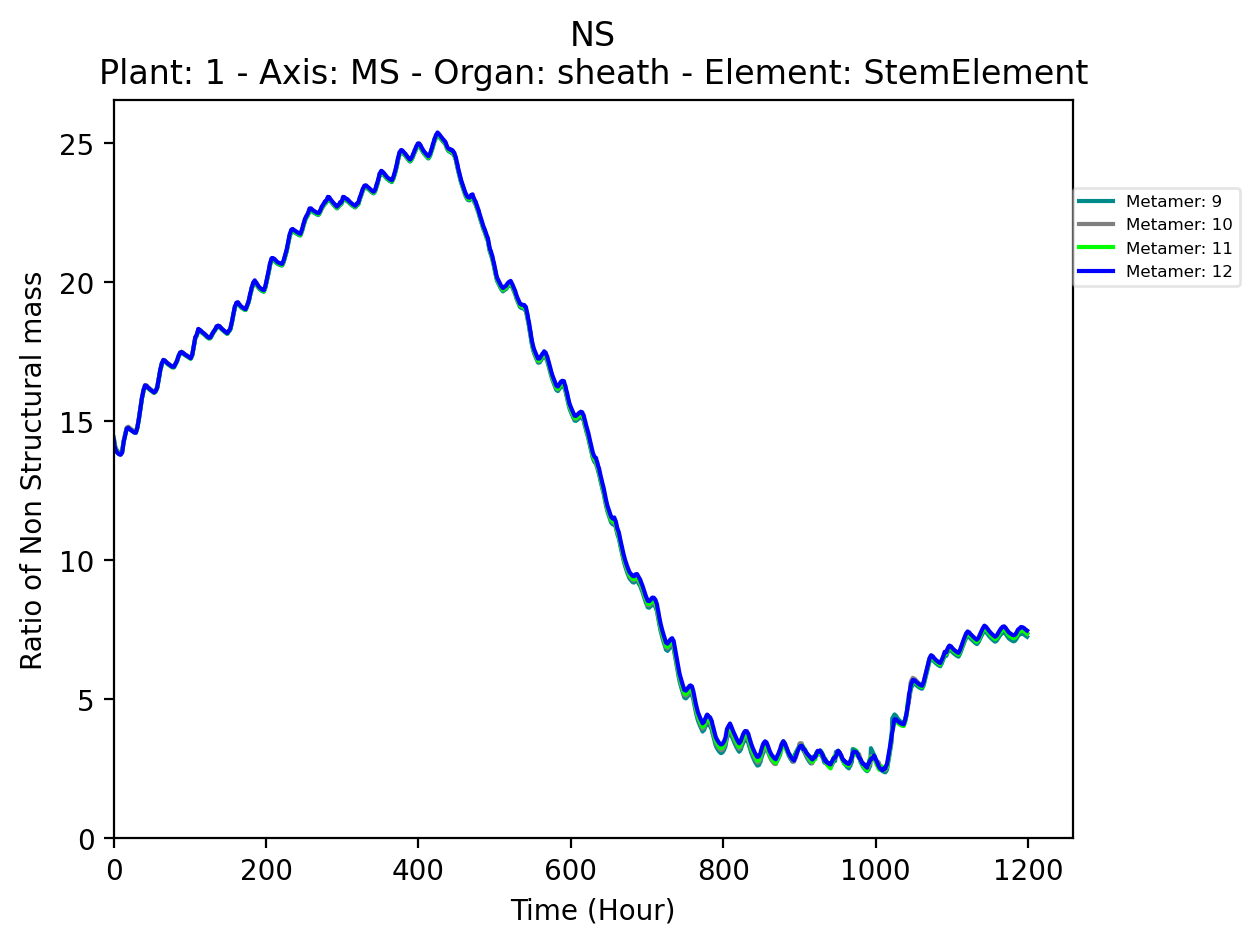 NS
Plant: 1 - Axis: MS - Organ: sheath - Element: StemElement
Ratio of Non Structural mass
25
20
15
10
5
0
0 200 400 600 800 1000 1200
Time (Hour)
Metamer: 9
Metamer: 10
Metamer: 11
Metamer: 12